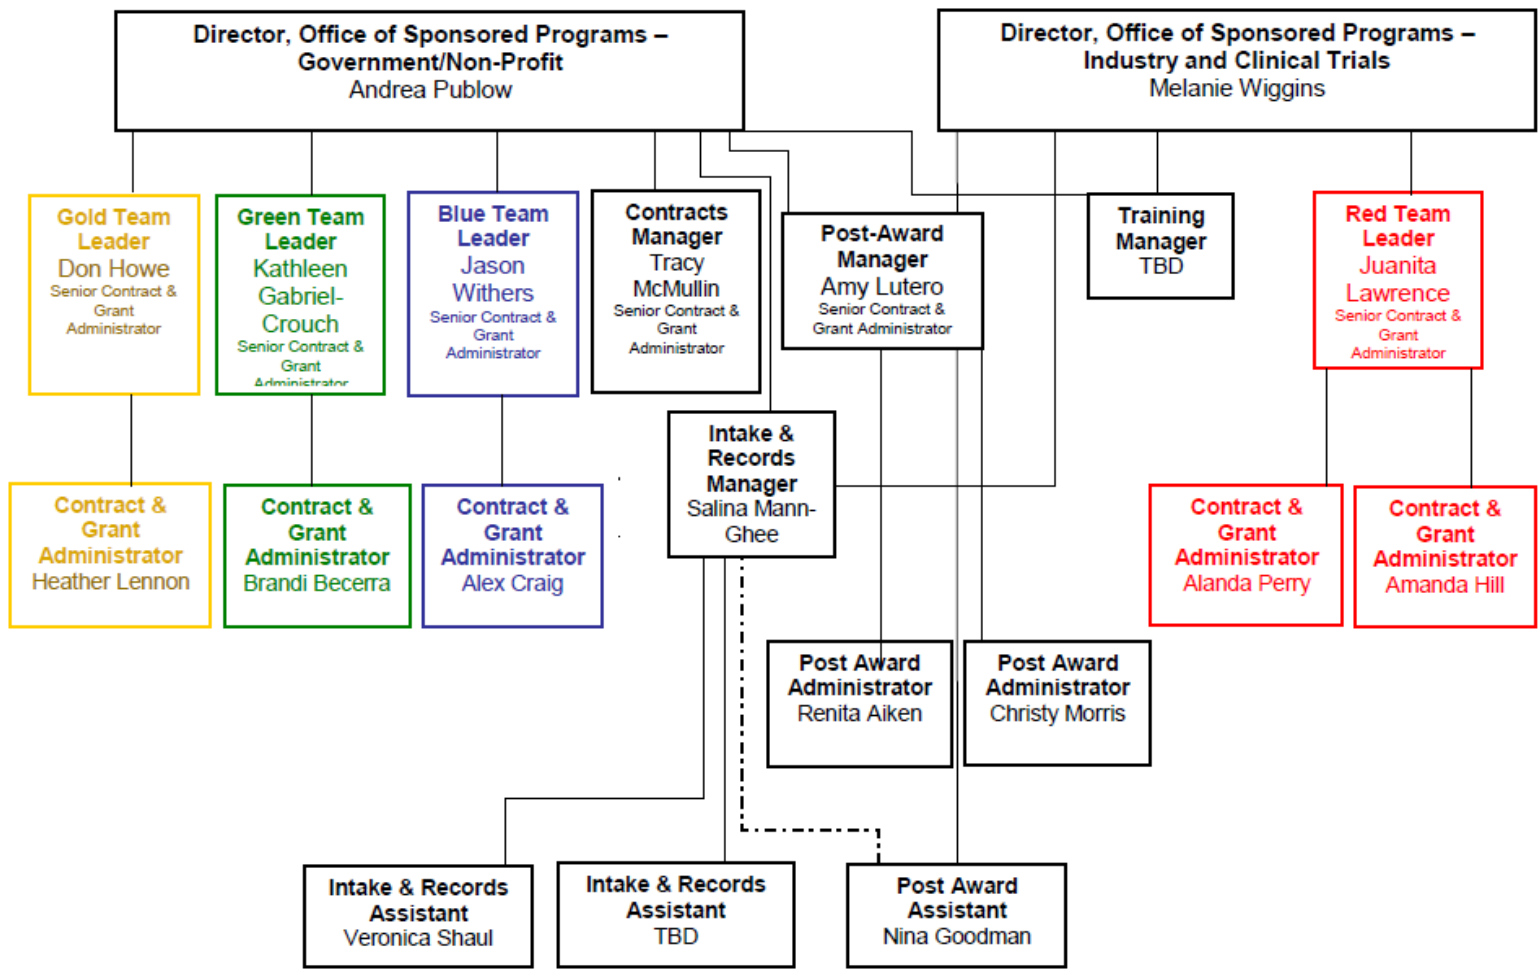 Director, Office of Sponsored Programs –
Government/Non-Profit
Andrea Publow
Director, Office of Sponsored Programs –
Industry and Clinical Trials
Melanie Wiggins
Gold Team
Leader
Don Howe
Senior Contract &
Grant
Administrator
Green Team
Leader
Kathleen
Gabriel-
Crouch
Senior Contract &
Grant
Administrator
Blue Team
Leader
Jason
Withers
Senior Contract &
Grant
Administrator
Contracts
Manager
Tracy
McMullin
Senior Contract &
Grant
Administrator
Post-Award
Manager
Amy Lutero
Senior Contract &
Grant Administrator
Training
Manager
TBD
Red Team
Leader
Juanita
Lawrence
Senior Contract &
Grant
Administrator
Intake &
Records
Manager
Salina Mann-
Ghee
Contract &
Grant
Administrator
Heather Lennon
Contract &
Grant
Administrator
Brandi Becerra
Contract &
Grant
Administrator
Alex Craig
Contract &
Grant
Administrator
Alanda Perry
Contract &
Grant
Administrator
Amanda Hill
Post Award
Administrator
Renita Aiken
Post Award
Administrator
Christy Morris
Intake & Records
Assistant
Veronica Shaul
Intake & Records
Assistant
TBD
Post Award
Assistant
Nina Goodman